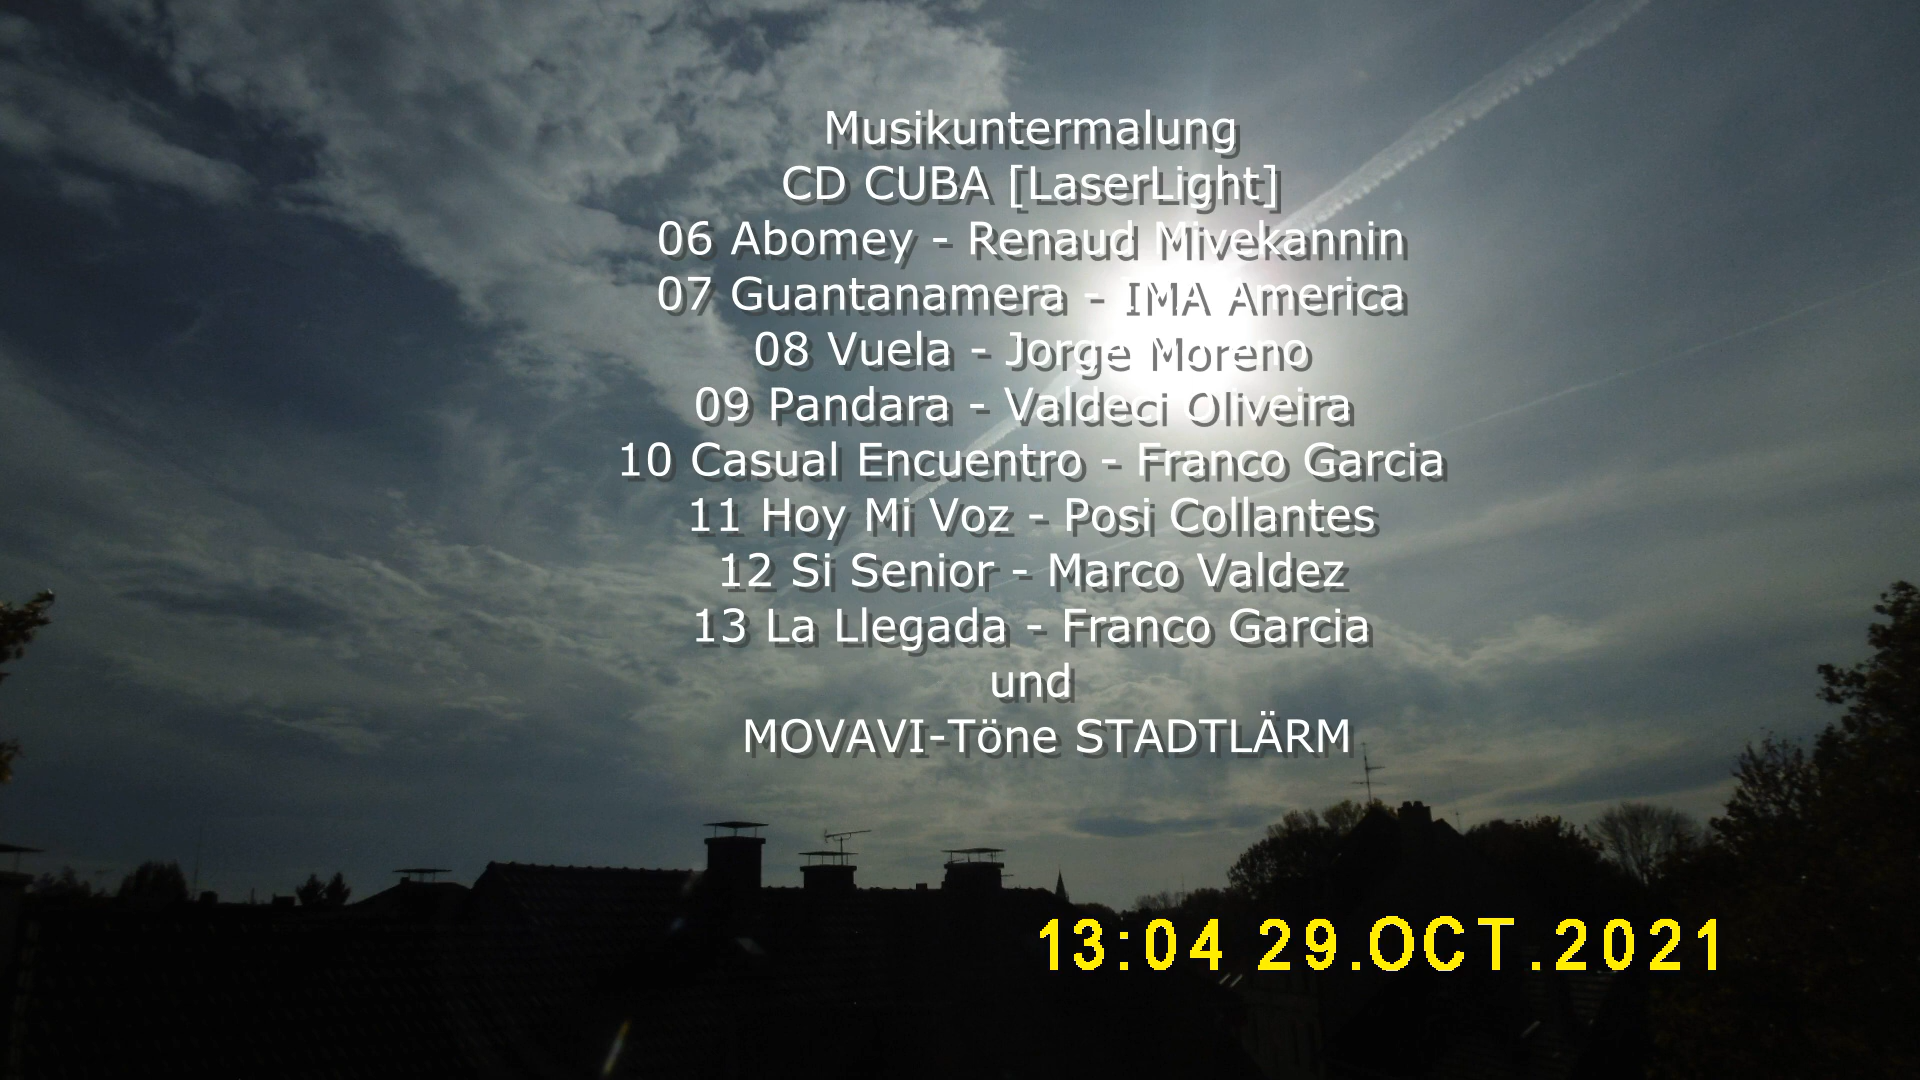 Musikuntermalung
CD CUBA [LaserLight]
06 Abomey - Renaud Mivekannin
07 Guantanamera - IMA America
08 Vuela - Jorge Moreno
09 Pandara - Valdeci Oliveira
10 Casual Encuentro - Franco Garcia
11 Hoy Mi Voz - Posi Collantes
12 Si Senior - Marco Valdez
13 La Llegada - Franco Garcia
und
MOVAVI-Töne STADTLÄRM
13:04 29.OCT.2021